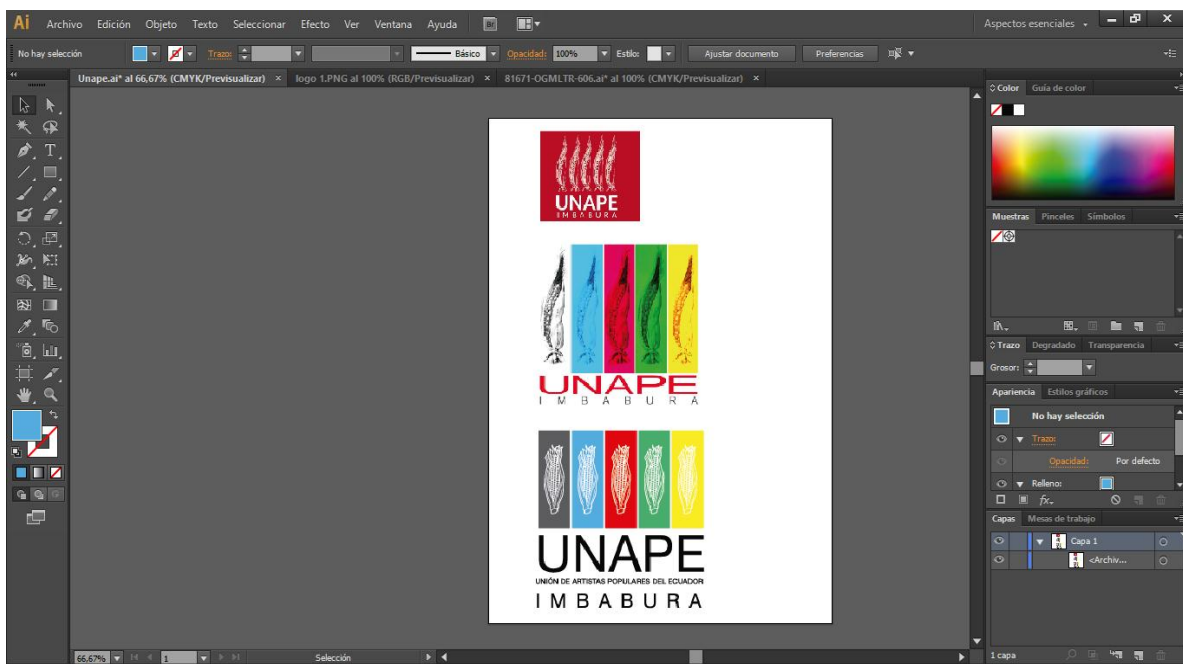 Ai Archivo Edición Objeto Texto Seleccionar Efecto Ver Ventana Ayuda Br Aspectos esenciales
No hay selección Trazo: Básico Opacidad: 100% Estilo: Ajustar documento Preferencias
Unape.ai* al 66,67% (CMYK/Previsualizar) × logo 1.PNG al 100% (RGB/Previsualizar) × 81671-OGMLTR-606.ai* al 100% (CMYK/Previsualizar) ×
Color Guía de color
Muestras Pinceles Símbolos
Trazo Degradado Transparencia
Grosor:
Apariencia Estilos gráficos
No hay selección
Trazo:
Opacidad: Por defecto
Relleno:
fx.
Capas Mesas de trabajo
Capa 1
<Archiv...
1 capa
UNAPE
IMBABURA
UNAPE
IMBABURA
UNAPE
UNIÓN DE ARTISTAS POPULARES DEL ECUADOR
IMBABURA
66,67% 1 Selección